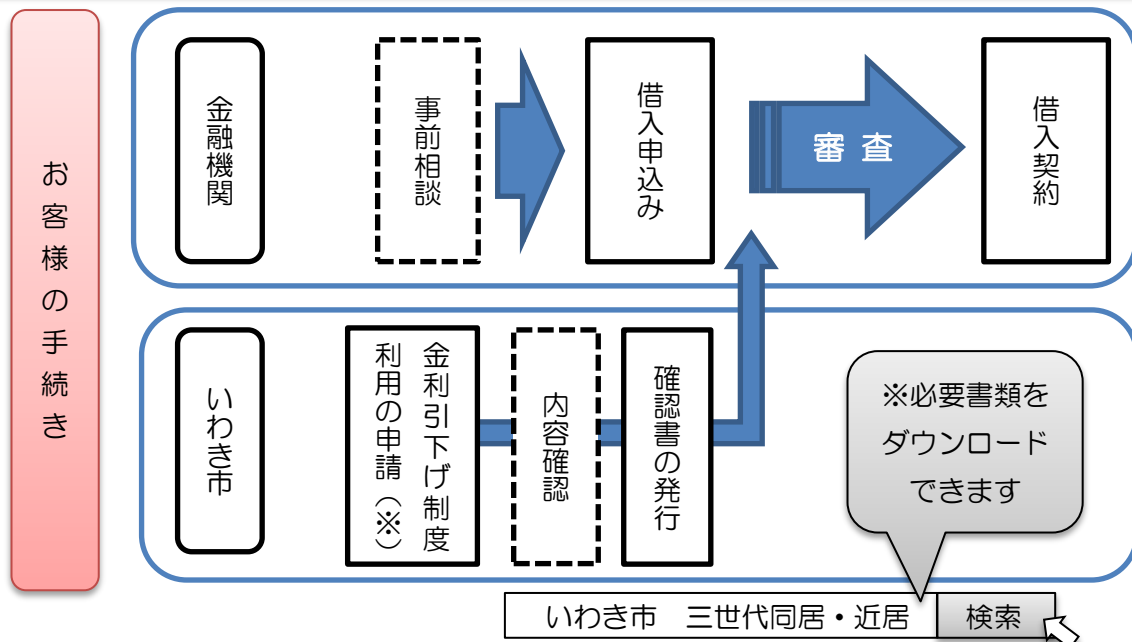 お客様の手続き
金融機関
事前相談
借入申込み
審査
借入契約
いわき市
金利引下げ制度
利用の申請（※）
内容確認
確認書の発行
※必要書類を
ダウンロード
できます
いわき市　三世代同居・近居
検索